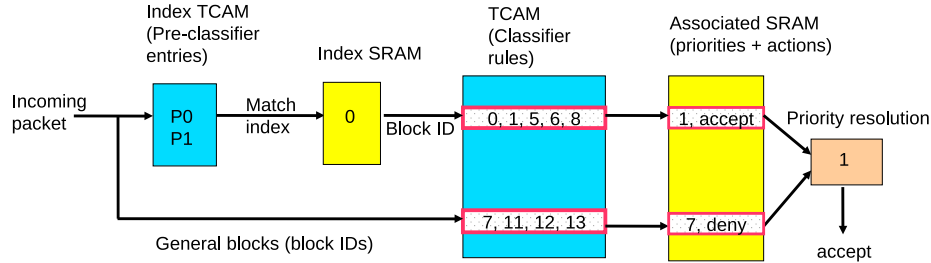 Index TCAM
(Pre-classifier
entries)
Index SRAM
TCAM
(Classifier
rules)
Associated SRAM
(priorities + actions)
Incoming
packet
P0
P1
Match
index
0
Block ID
0, 1, 5, 6, 8
1, accept
Priority resolution
1
7, 11, 12, 13
7, deny
General blocks (block IDs)
accept